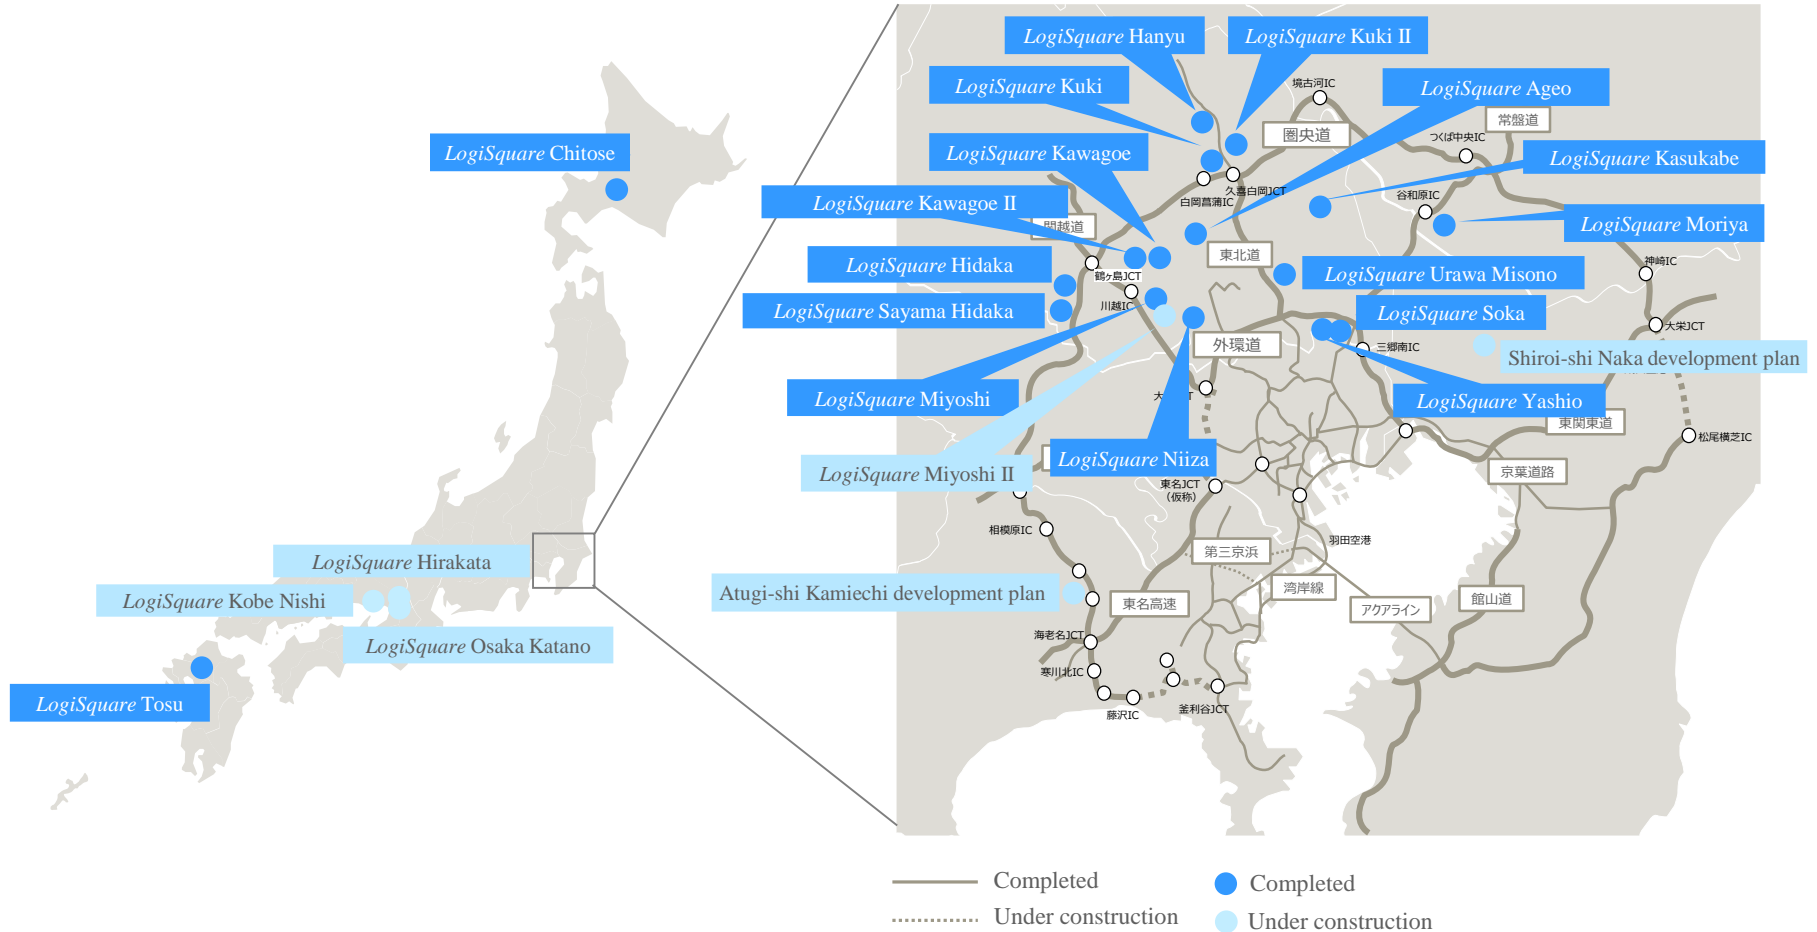 LogiSquare Hanyu
LogiSquare Kuki II
LogiSquare Kuki
境古河IC
LogiSquare Ageo
圏央道
常盤道
つくば中央IC
LogiSquare Chitose
LogiSquare Kawagoe
LogiSquare Kasukabe
久喜白岡JCT
白岡菖蒲IC
谷和原IC
LogiSquare Kawagoe II
関越道
LogiSquare Moriya
東北道
LogiSquare Hidaka
鶴ヶ島JCT
LogiSquare Urawa Misono
神崎IC
川越IC
LogiSquare Sayama Hidaka
LogiSquare Soka
大栄JCT
外環道
三郷南IC
Shiroi-shi Naka development plan
LogiSquare Miyoshi
LogiSquare Yashio
東関東道
松尾横芝IC
LogiSquare Niiza
LogiSquare Miyoshi II
京葉道路
東名JCT
(仮称)
相模原IC
羽田空港
第三京浜
LogiSquare Hirakata
湾岸線
LogiSquare Kobe Nishi
Atugi-shi Kamiechi development plan
東名高速
アクアライン
館山道
海老名JCT
LogiSquare Osaka Katano
寒川北IC
LogiSquare Tosu
藤沢IC
釜利谷JCT
Completed
Completed
Under construction
Under construction